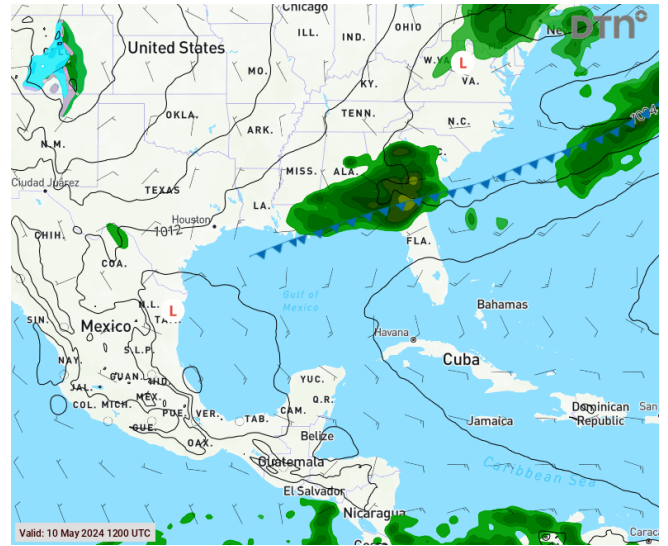 Chicago
DTN
OHIO
ILL.
IND.
United States
W.VA.
L
MO.
VA.
KY.
OKLA.
TENN.
N.C.
ARK.
N.M.
MISS.
ALA.
Ciudad Juárez
TEXAS
LA.
Houston
1012
CHIH.
FLA.
COA.
Gulf of
Mexico
N.L.
L
Bahamas
SIN.
Mexico
Havana
S.L.P.
Cuba
NAY.
GUAN.
JAL.
YUC.
COL.
MICH.
MEX.
PUE.
VER.
TAB.
CAM.
Q.R.
Dominican
Republic
GUE.
Jamaica
OAX.
Belize
Guatemala
Caribbean Sea
El Salvador
Nicaragua
Valid: 10 May 2024 1200 UTC